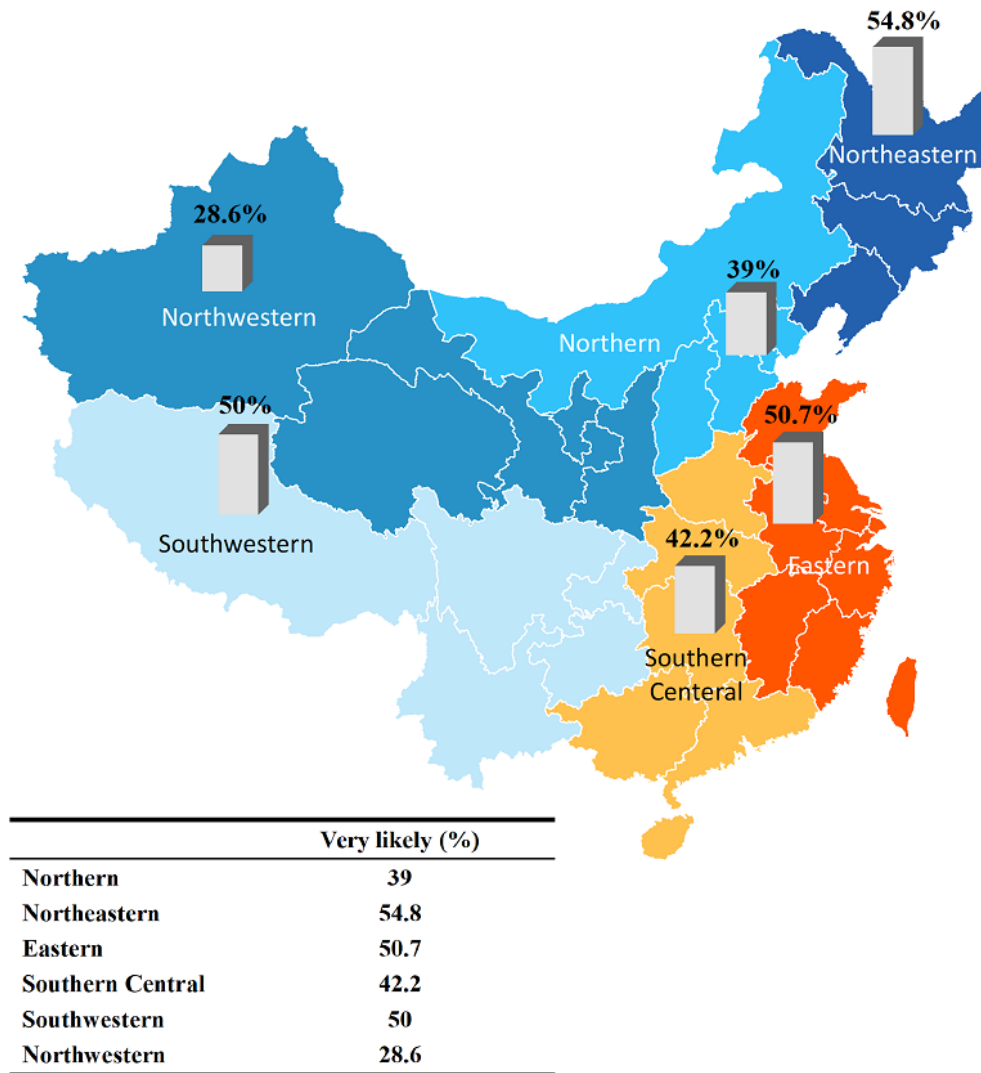 54.8%
Northeastern
28.6%
Northwestern
39%
Northern
50%
Southwestern
50.7%
Eastern
42.2%
Southern
Centeral
Very likely (%)
Northern 39
Northeastern 54.8
Eastern 50.7
Southern Central 42.2
Southwestern 50
Northwestern 28.6